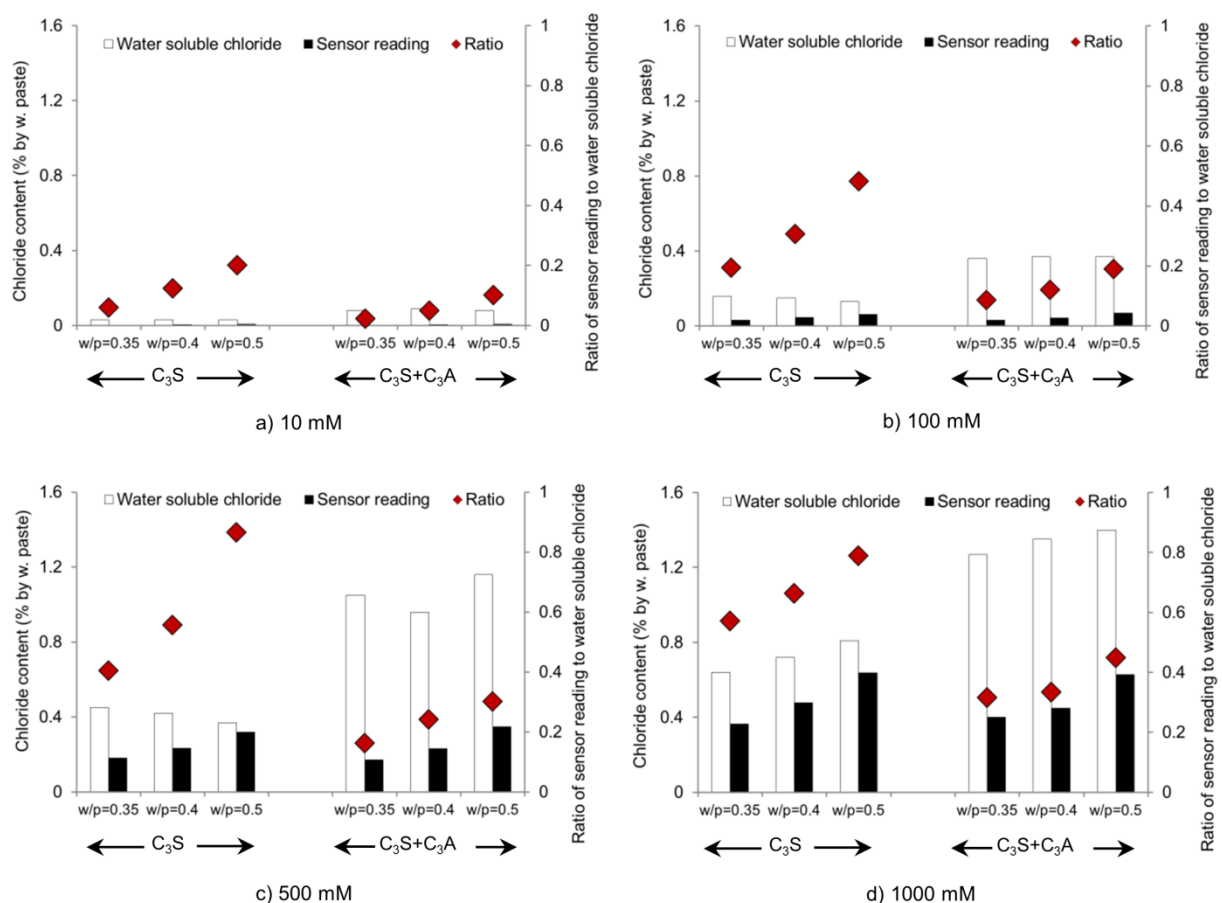 Water soluble chloride Sensor reading Ratio
Chloride content (% by w. paste)
1.6
1.2
0.8
0.4
0
1
0.8
0.6
0.4
0.2
0
Ratio of sensor reading to water soluble chloride
w/p=0.35 w/p=0.4 w/p=0.5 w/p=0.35 w/p=0.4 w/p=0.5
C₃S C₃S+C₃A
a) 10 mM
Water soluble chloride Sensor reading Ratio
Chloride content (% by w. paste)
1.6
1.2
0.8
0.4
0
1
0.8
0.6
0.4
0.2
0
Ratio of sensor reading to water soluble chloride
w/p=0.35 w/p=0.4 w/p=0.5 w/p=0.35 w/p=0.4 w/p=0.5
C₃S C₃S+C₃A
b) 100 mM
Water soluble chloride Sensor reading Ratio
Chloride content (% by w. paste)
1.6
1.2
0.8
0.4
0
1
0.8
0.6
0.4
0.2
0
Ratio of sensor reading to water soluble chloride
w/p=0.35 w/p=0.4 w/p=0.5 w/p=0.35 w/p=0.4 w/p=0.5
C₃S C₃S+C₃A
c) 500 mM
Water soluble chloride Sensor reading Ratio
Chloride content (% by w. paste)
1.6
1.2
0.8
0.4
0
1
0.8
0.6
0.4
0.2
0
Ratio of sensor reading to water soluble chloride
w/p=0.35 w/p=0.4 w/p=0.5 w/p=0.35 w/p=0.4 w/p=0.5
C₃S C₃S+C₃A
d) 1000 mM